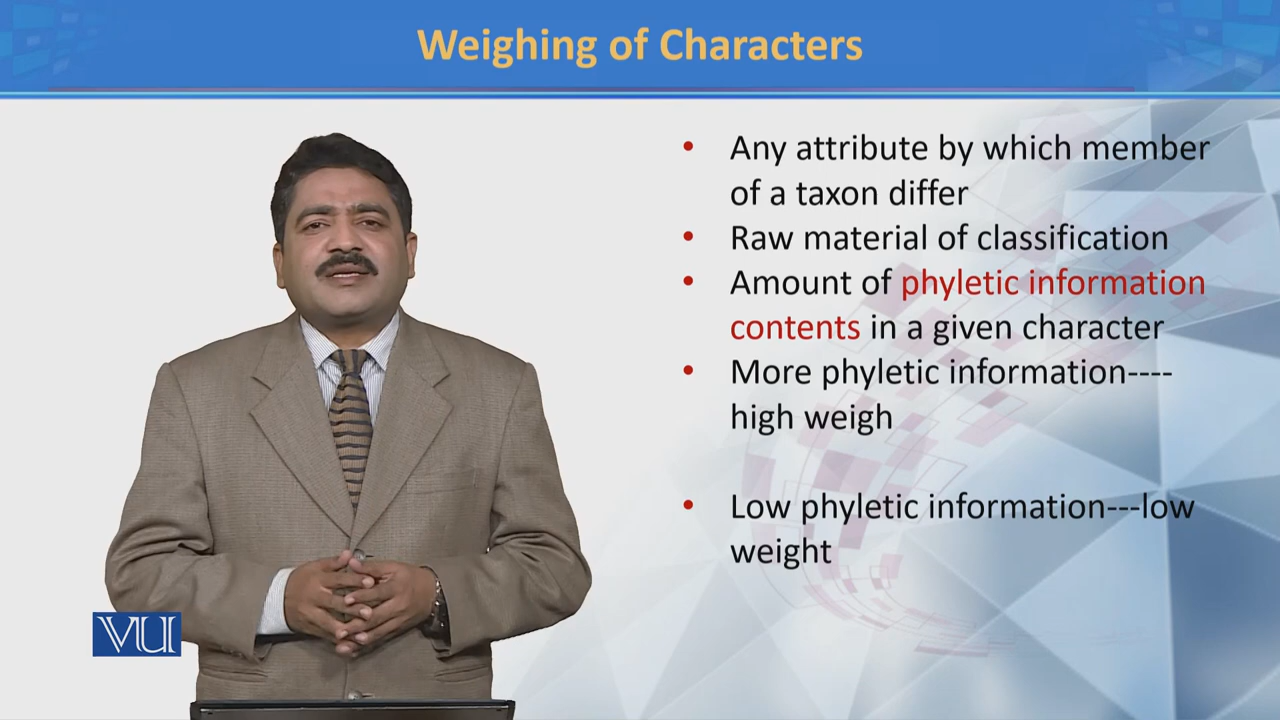 Weighing of Characters
• Any attribute by which member
of a taxon differ
• Raw material of classification
• Amount of phyletic information
contents in a given character
• More phyletic information----
high weigh
• Low phyletic information---low
weight
VU